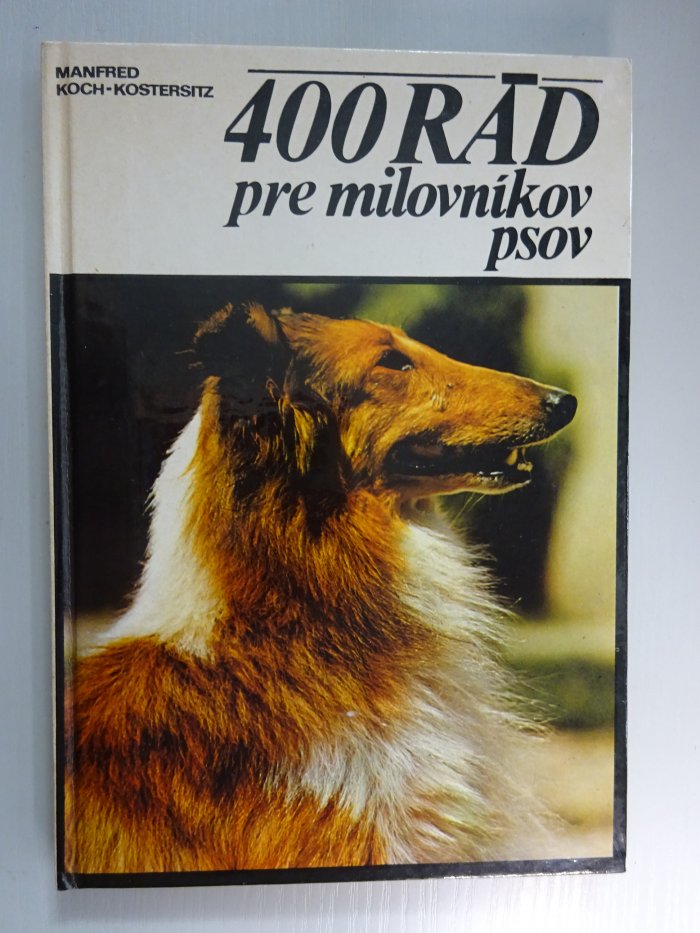 MANFRED
KOCH-KOSTERSITZ
400 RÁD
pre milovníkov
psov